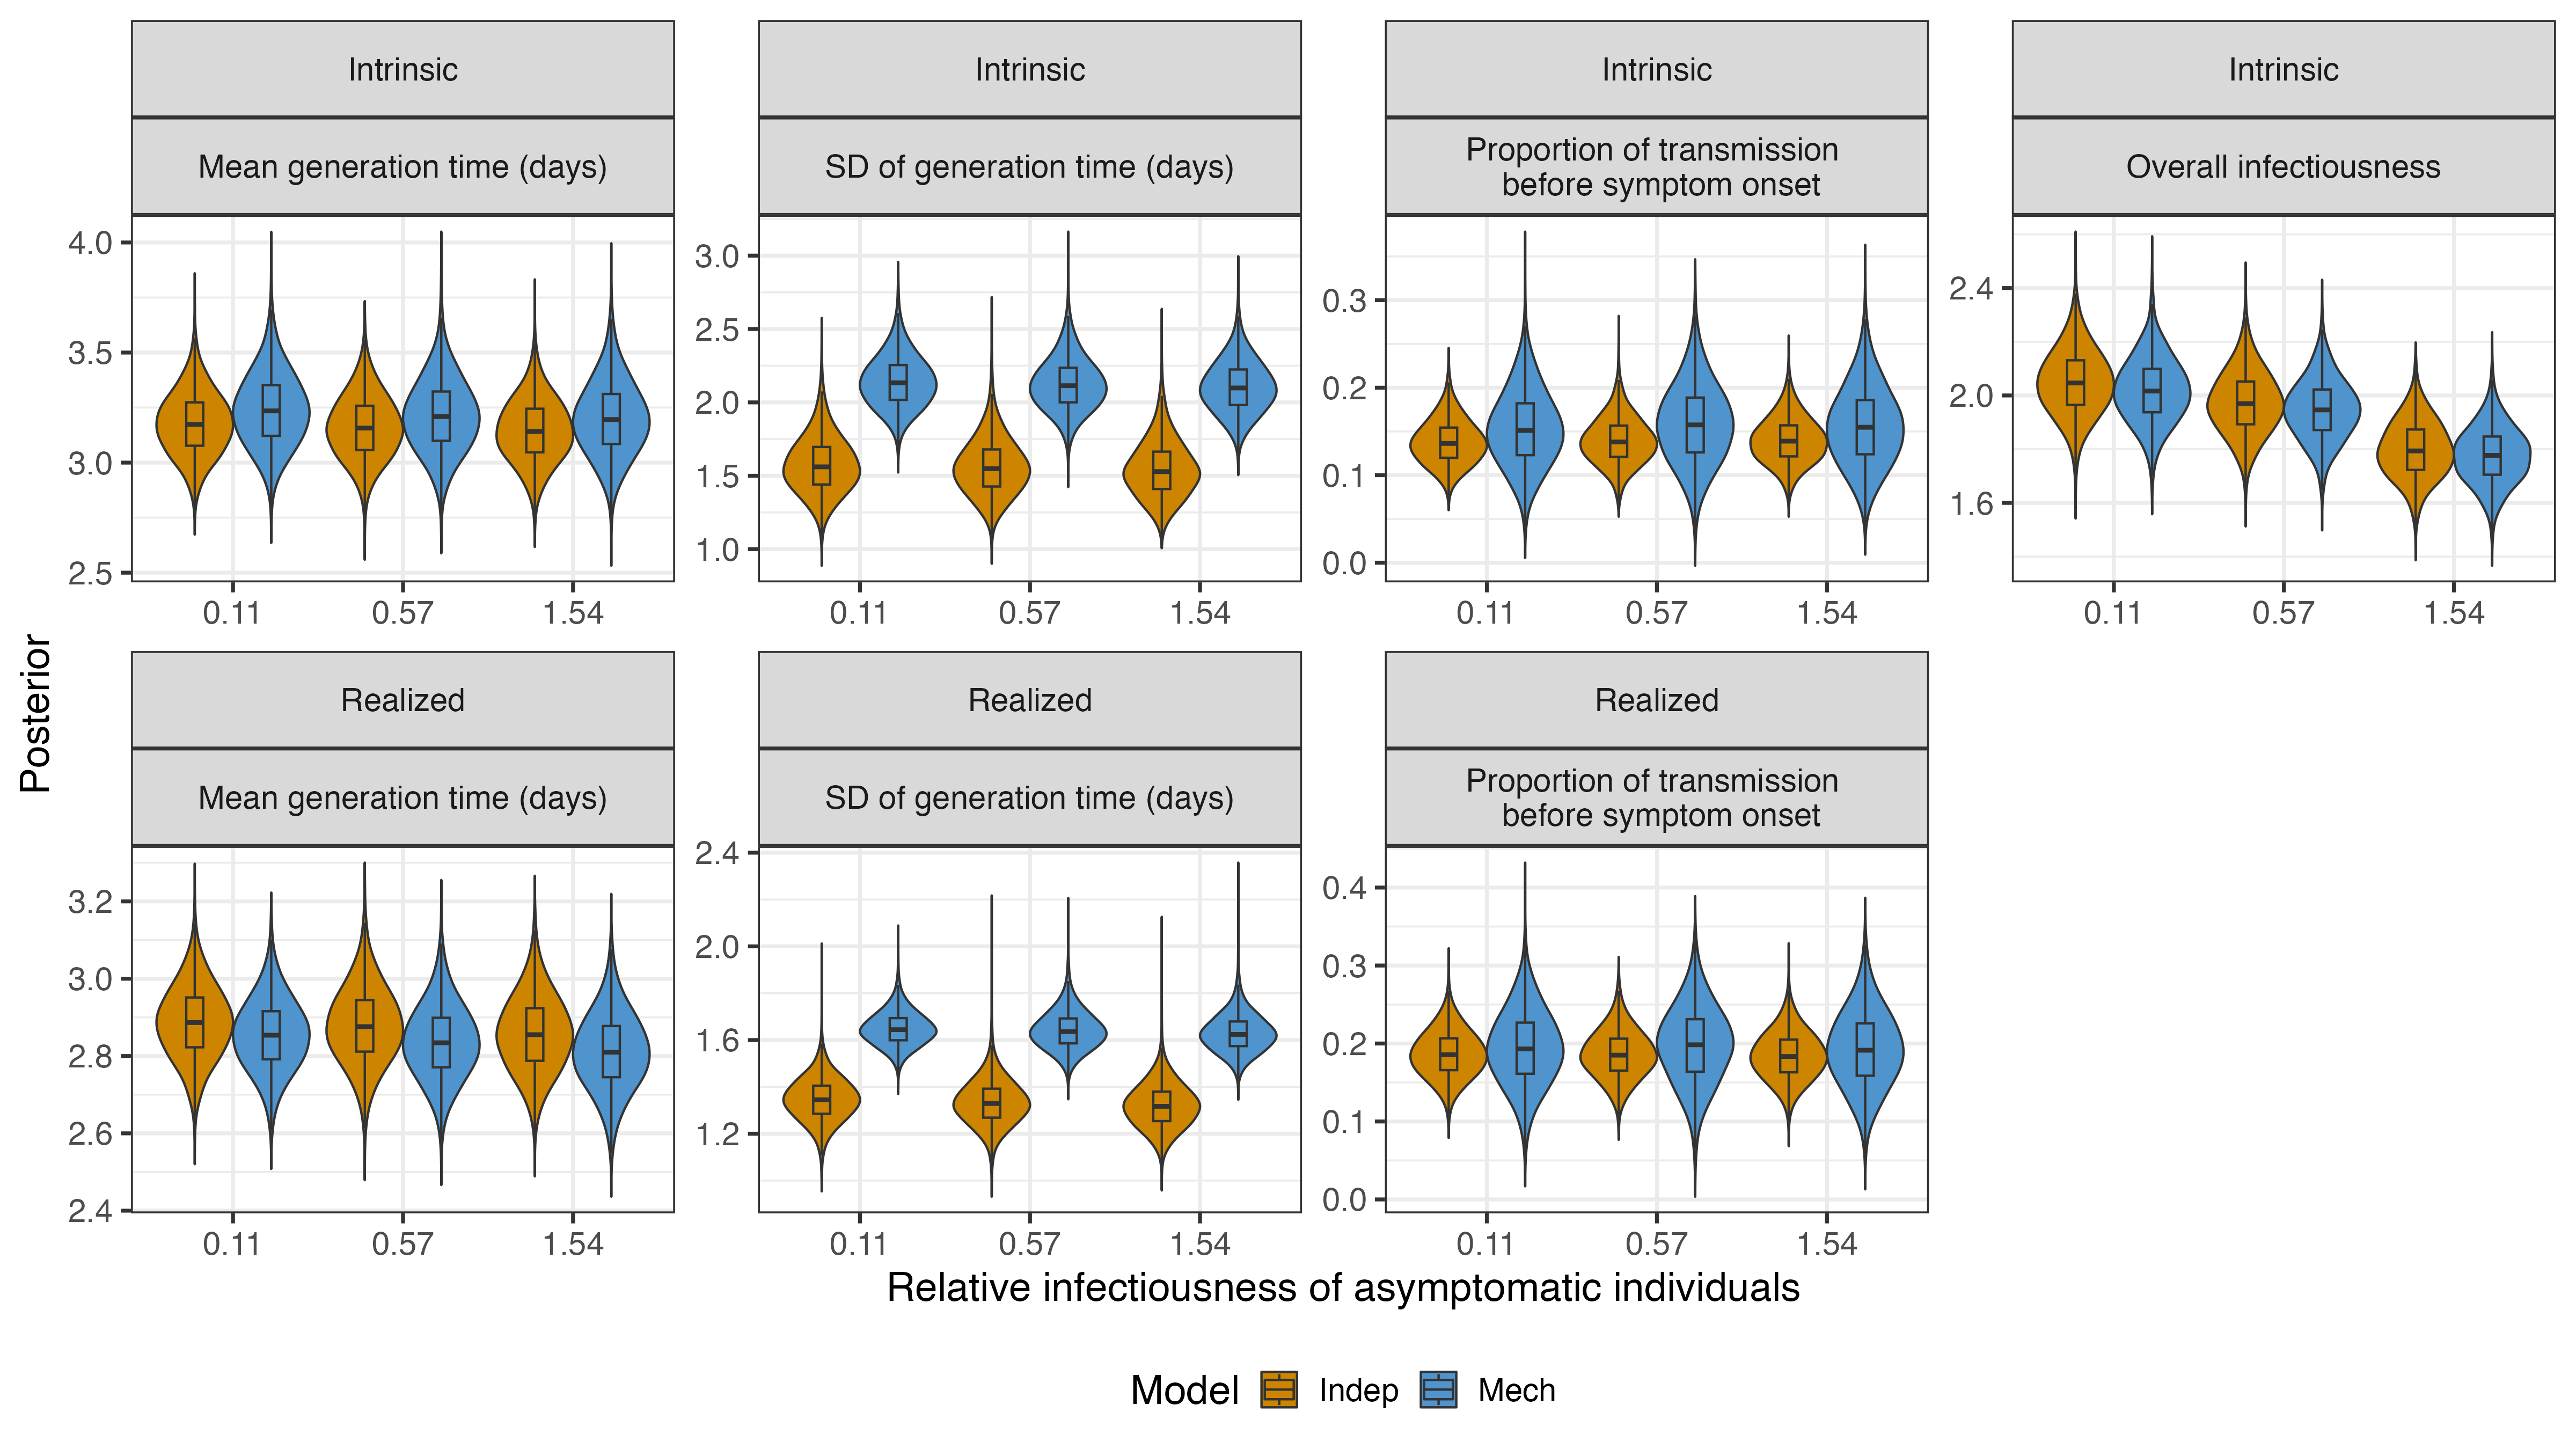 Intrinsic
Intrinsic
Intrinsic
Intrinsic
Mean generation time (days)
SD of generation time (days)
Proportion of transmission
before symptom onset
Overall infectiousness
4.0
3.5
3.0
2.5
0.11
0.57
1.54
3.0
2.5
2.0
1.5
1.0
0.11
0.57
1.54
0.3
0.2
0.1
0.0
0.11
0.57
1.54
2.4
2.0
1.6
0.11
0.57
1.54
Posterior
Realized
Realized
Realized
Mean generation time (days)
SD of generation time (days)
Proportion of transmission
before symptom onset
3.2
3.0
2.8
2.6
2.4
0.11
0.57
1.54
2.4
2.0
1.6
1.2
0.11
0.57
1.54
0.4
0.3
0.2
0.1
0.0
0.11
0.57
1.54
Relative infectiousness of asymptomatic individuals
Model Indep Mech